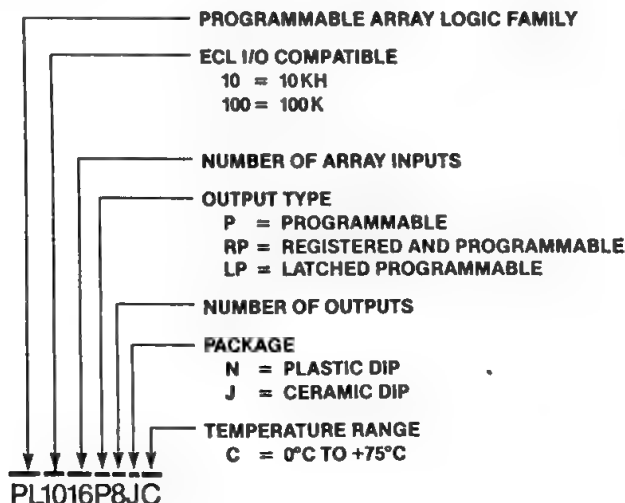 PROGRAMMABLE ARRAY LOGIC FAMILY
ECL I/O COMPATIBLE
10 = 10KH
100 = 100K
NUMBER OF ARRAY INPUTS
OUTPUT TYPE
P = PROGRAMMABLE
RP = REGISTERED AND PROGRAMMABLE
LP = LATCHED PROGRAMMABLE
NUMBER OF OUTPUTS
PACKAGE
N = PLASTIC DIP
J = CERAMIC DIP
TEMPERATURE RANGE
C = 0°C TO +75°C
PL1016P8JC